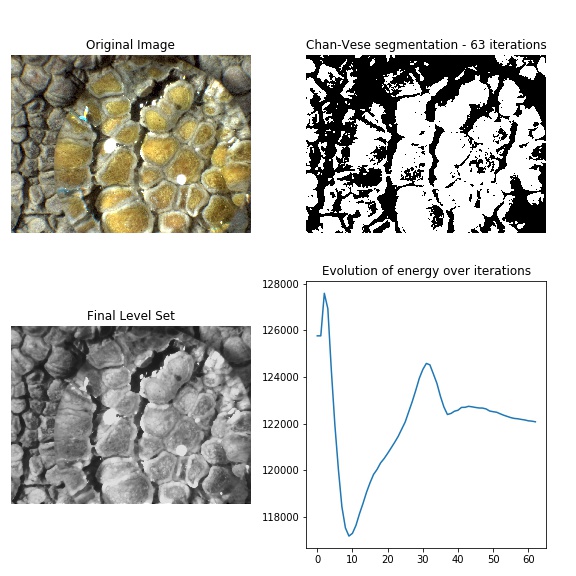 Original Image
Chan-Vese segmentation - 63 iterations
Final Level Set
Evolution of energy over iterations
128000
126000
124000
122000
120000
118000
0 10 20 30 40 50 60